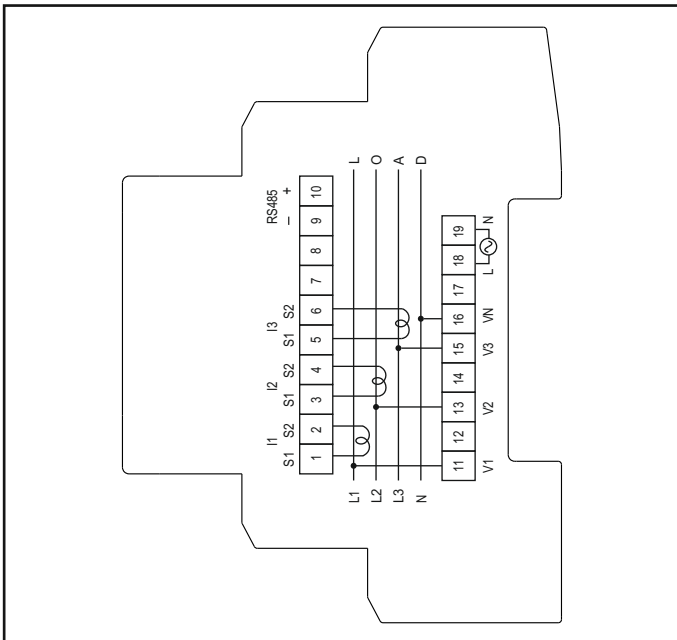 RS485
I1 I2 I3 − +
S1 S2 S1 S2 S1 S2
1 2 3 4 5 6 7 8 9 10
L1 L
L2 O
L3 A
N D
11 12 13 14 15 16 17 18 19
V1 V2 V3 VN L N